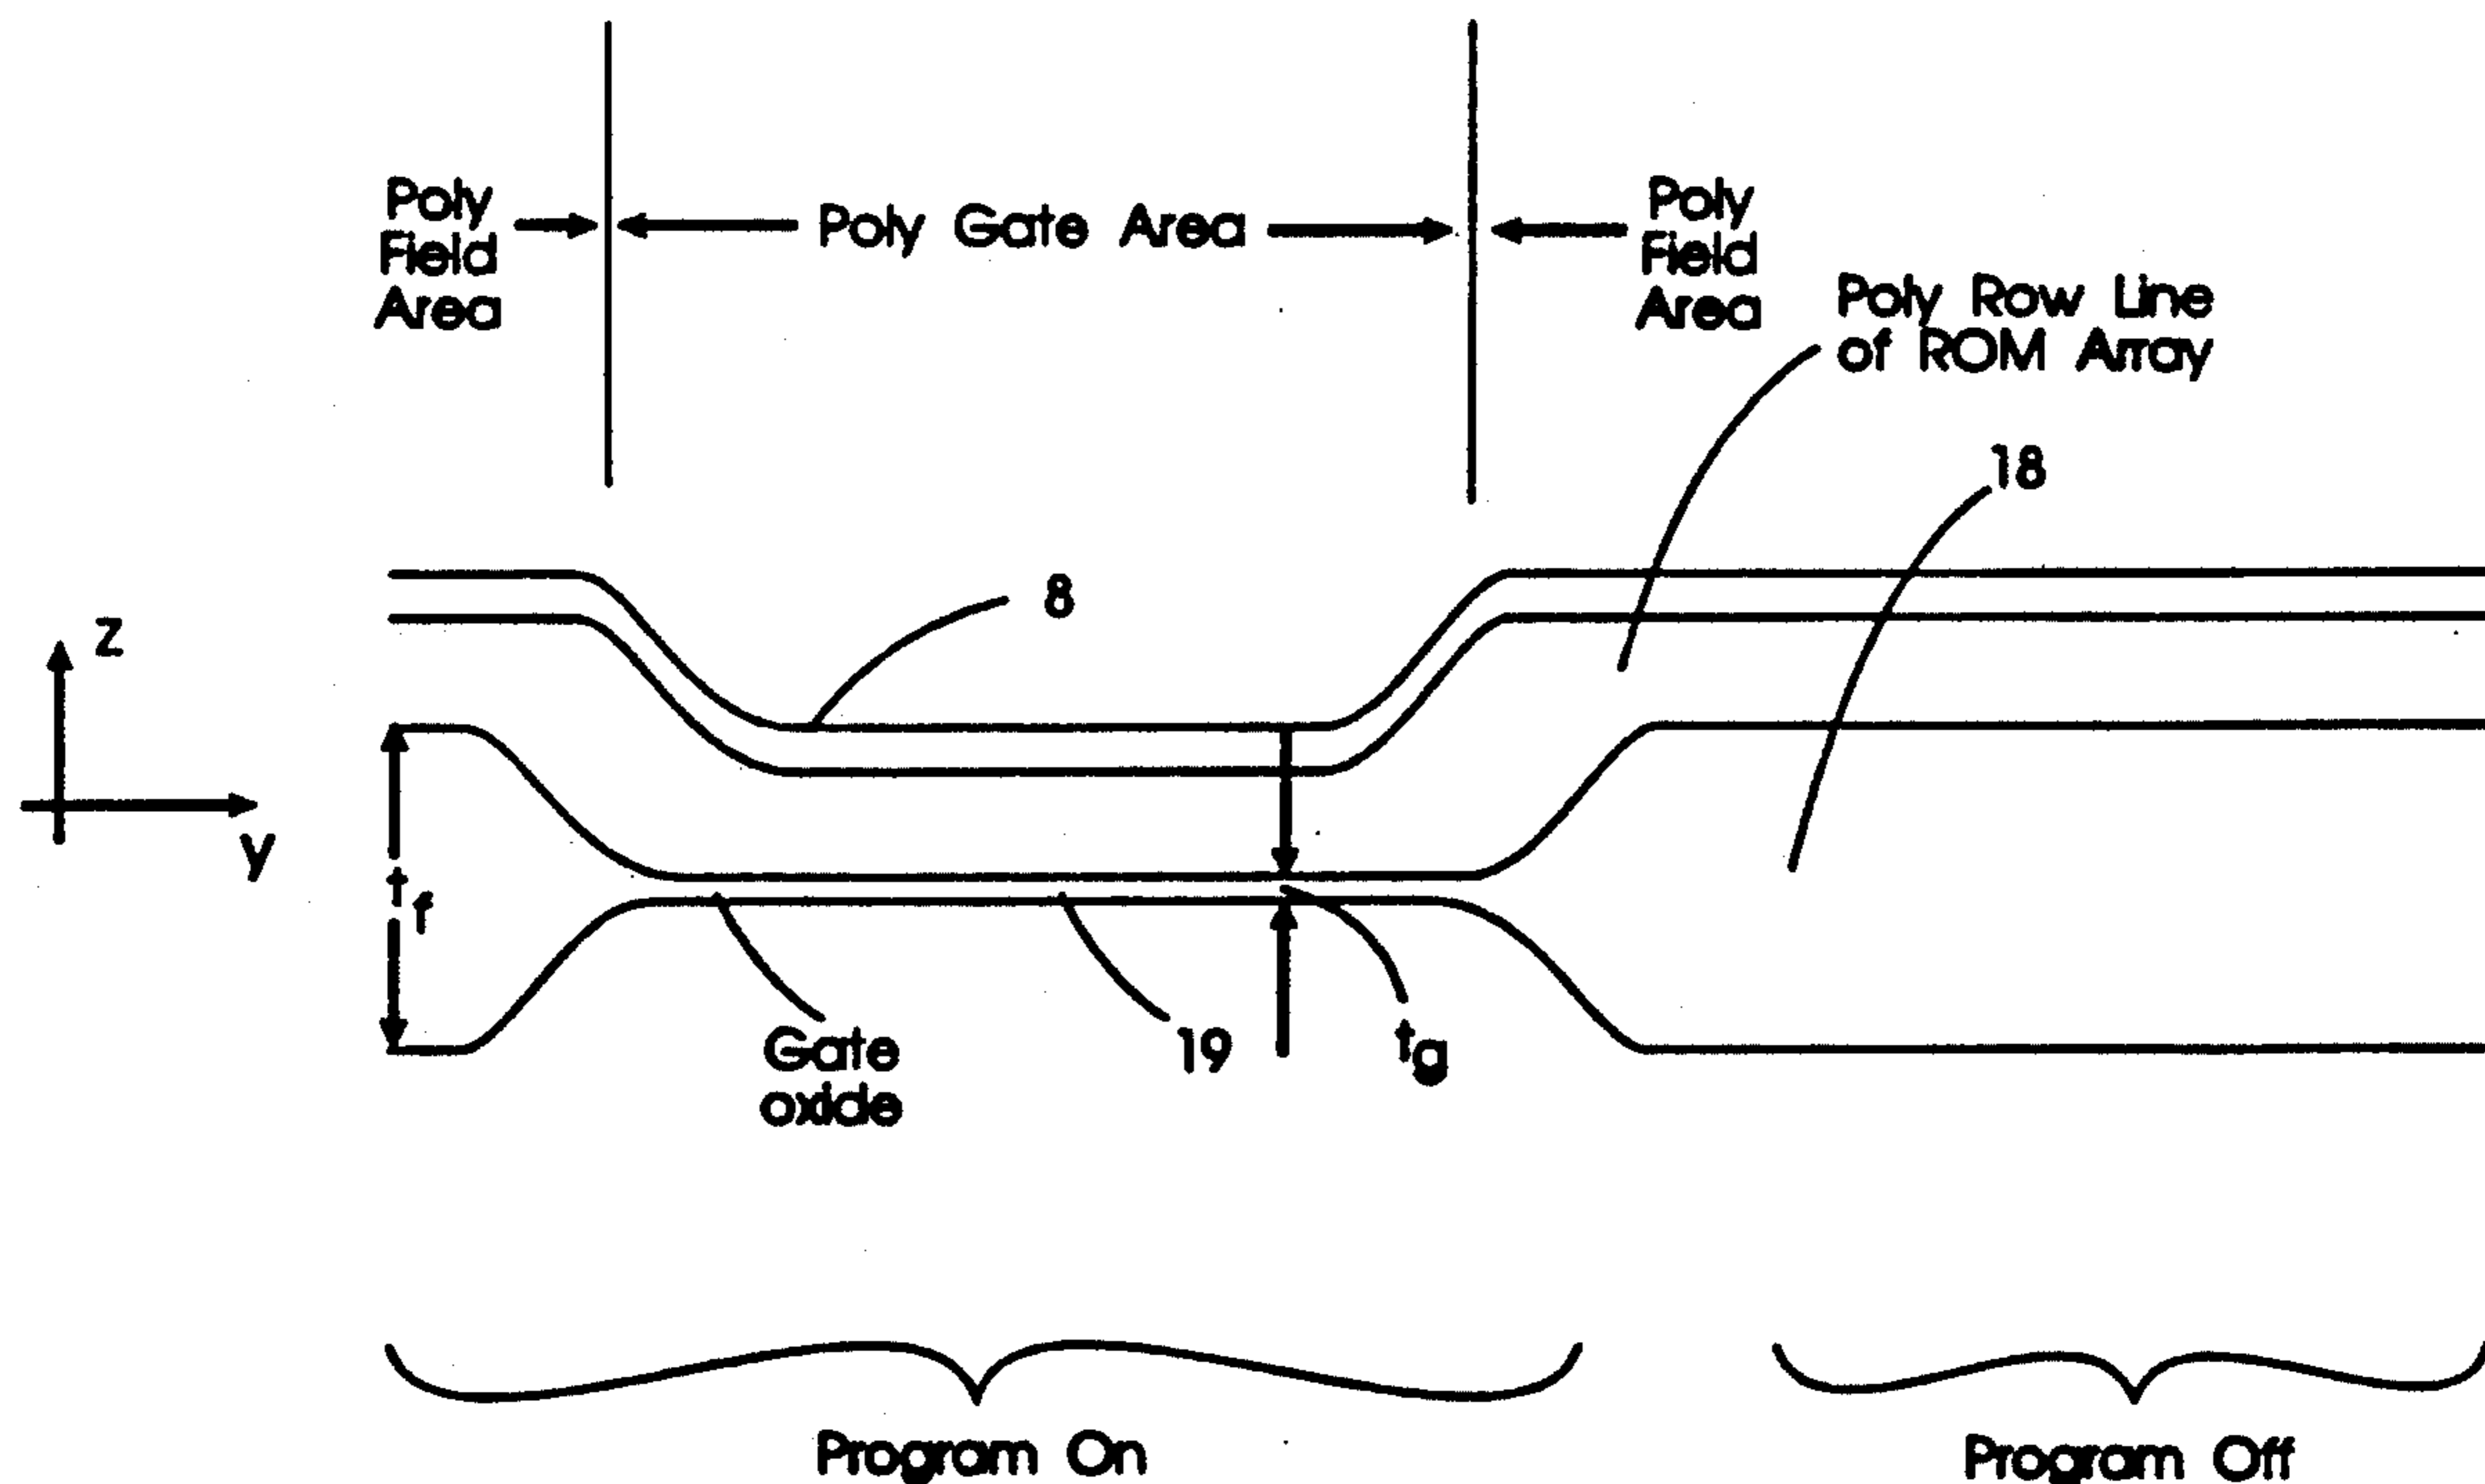 Poly
Field
Area
Poly Gate Area
Poly
Field
Area
Poly Row Line
of ROM Array
18
8
z
y
tf
Gate
oxide
19
tg
Program On
Program Off